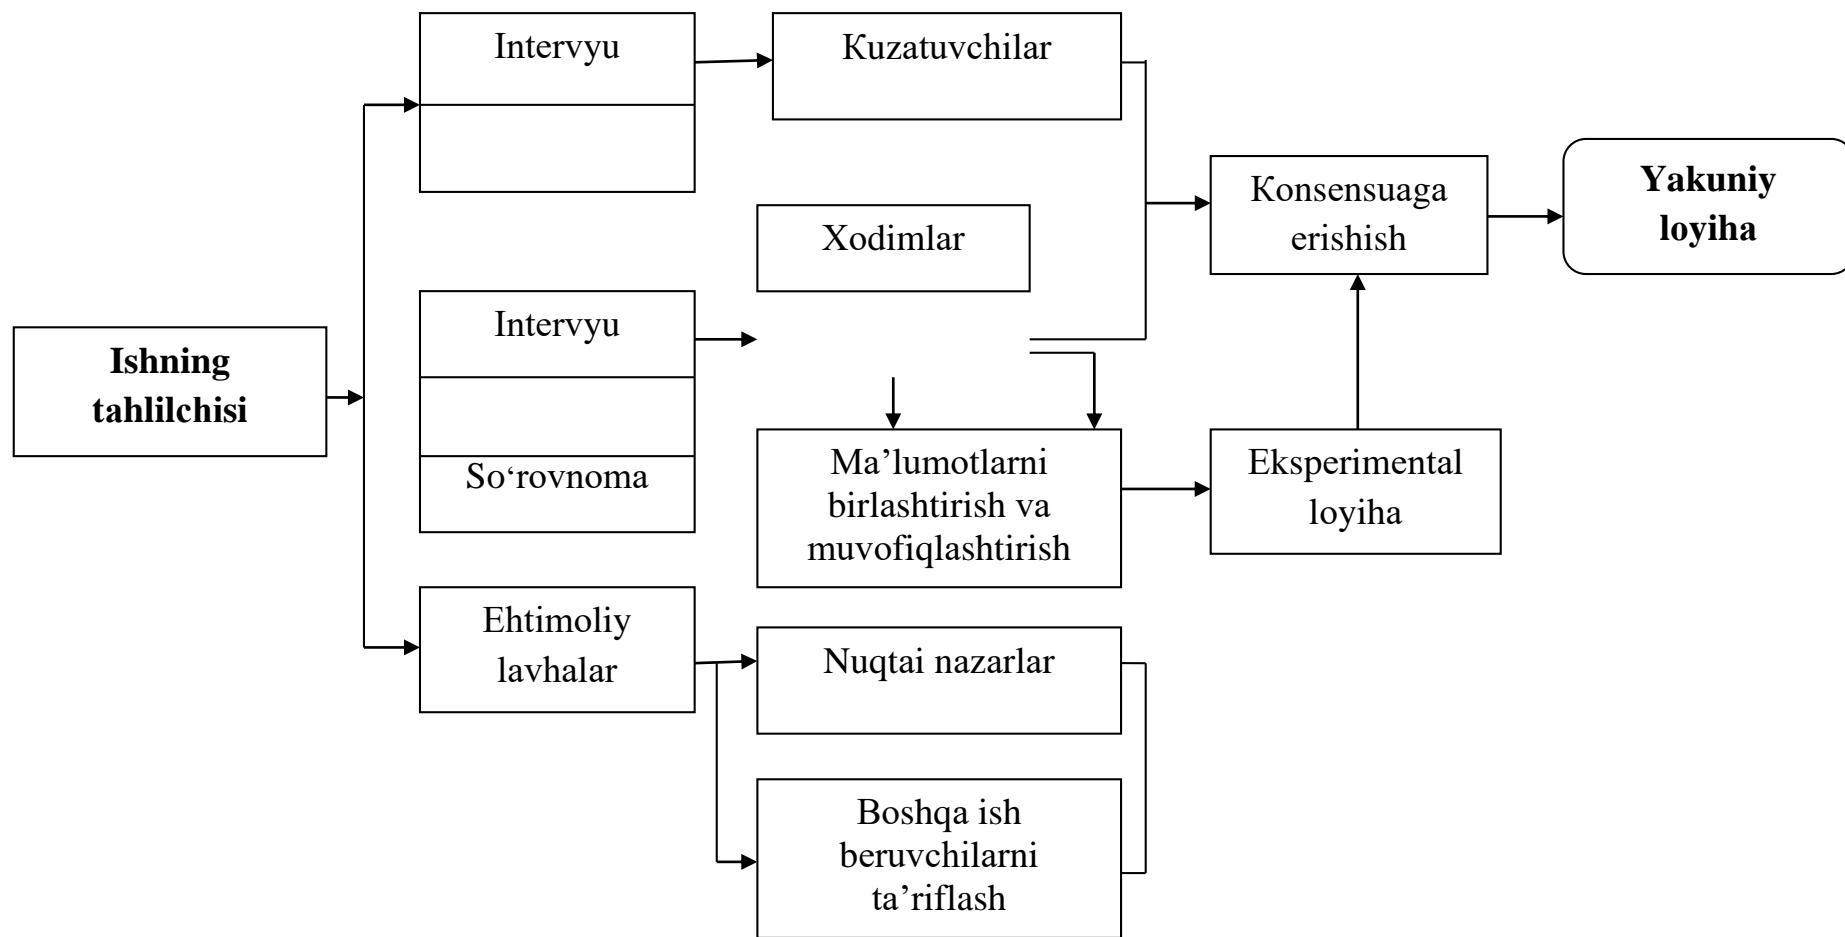 Intervyu
Kuzatuvchilar
Xodimlar
Konsensuaga
erishish
Yakuniy
loyiha
Ishning
tahlilchisi
Intervyu
So‘rovnoma
Ma’lumotlarni
birlashtirish va
muvofiqlashtirish
Eksperimental
loyiha
Ehtimoliy
lavhalar
Nuqtai nazarlar
Boshqa ish
beruvchilarni
ta’riflash